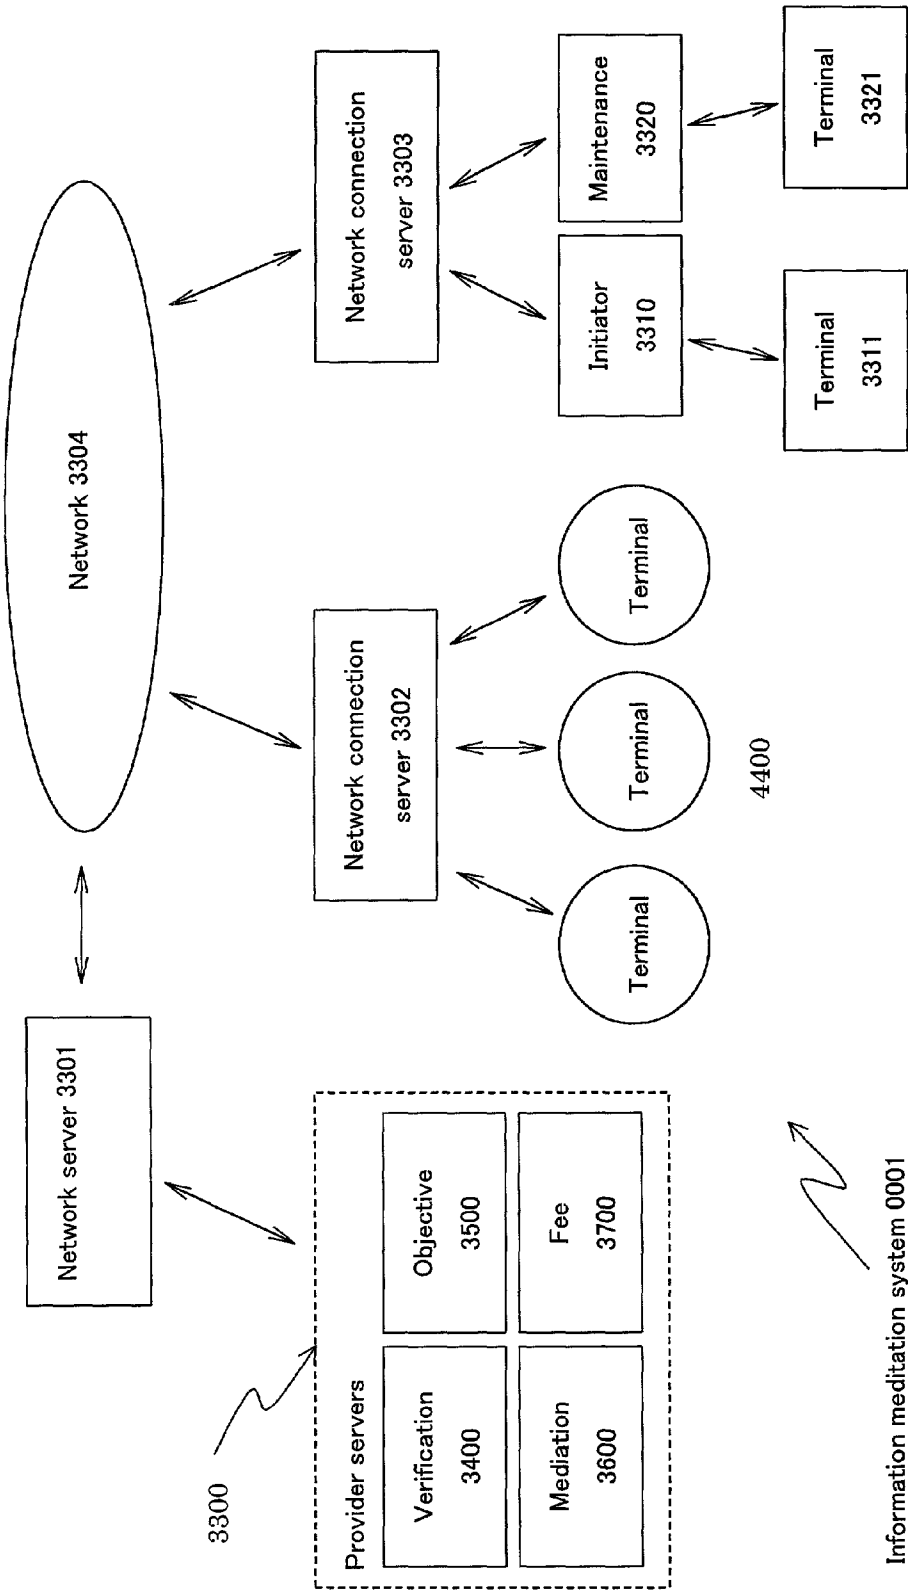 Network server 3301
Network 3304
3300
Provider servers
Verification
3400
Objective
3500
Mediation
3600
Fee
3700
Network connection
server 3302
Terminal
Terminal
Terminal
4400
Network connection
server 3303
Initiator
3310
Maintenance
3320
Terminal
3311
Terminal
3321
Information meditation system 0001